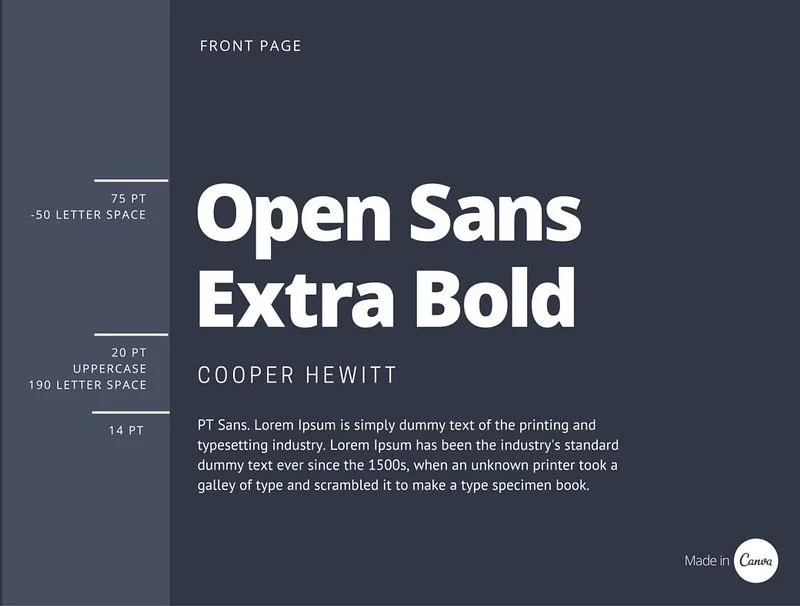 FRONT PAGE
75 PT
-50 LETTER SPACE
Open Sans
Extra Bold
20 PT
UPPERCASE
190 LETTER SPACE
COOPER HEWITT
14 PT
PT Sans. Lorem Ipsum is simply dummy text of the printing and
typesetting industry. Lorem Ipsum has been the industry's standard
dummy text ever since the 1500s, when an unknown printer took a
galley of type and scrambled it to make a type specimen book.
Made in Canva